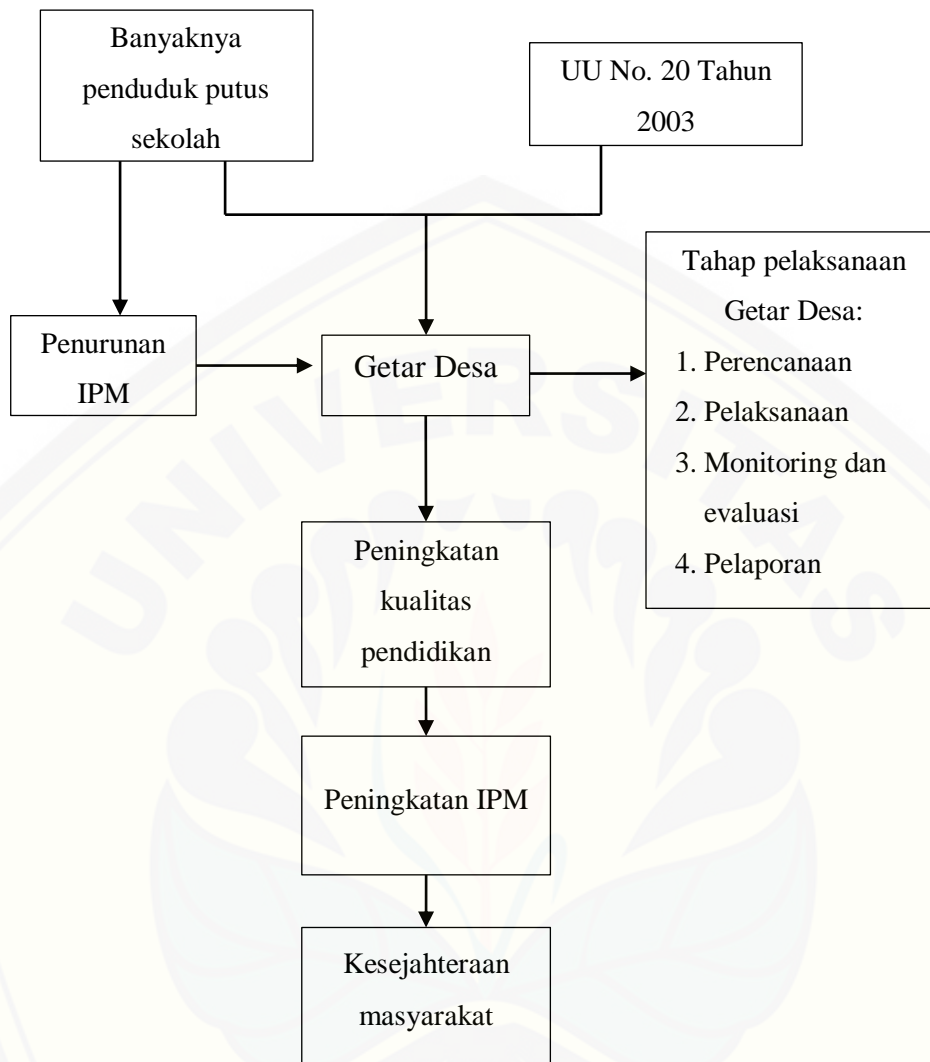 Banyaknya
penduduk putus
sekolah
UU No. 20 Tahun
2003
Penurunan
IPM
Getar Desa
Tahap pelaksanaan
Getar Desa:
1. Perencanaan
2. Pelaksanaan
3. Monitoring dan
evaluasi
4. Pelaporan
Peningkatan
kualitas
pendidikan
Peningkatan IPM
Kesejahteraan
masyarakat
UNIVERSITAS